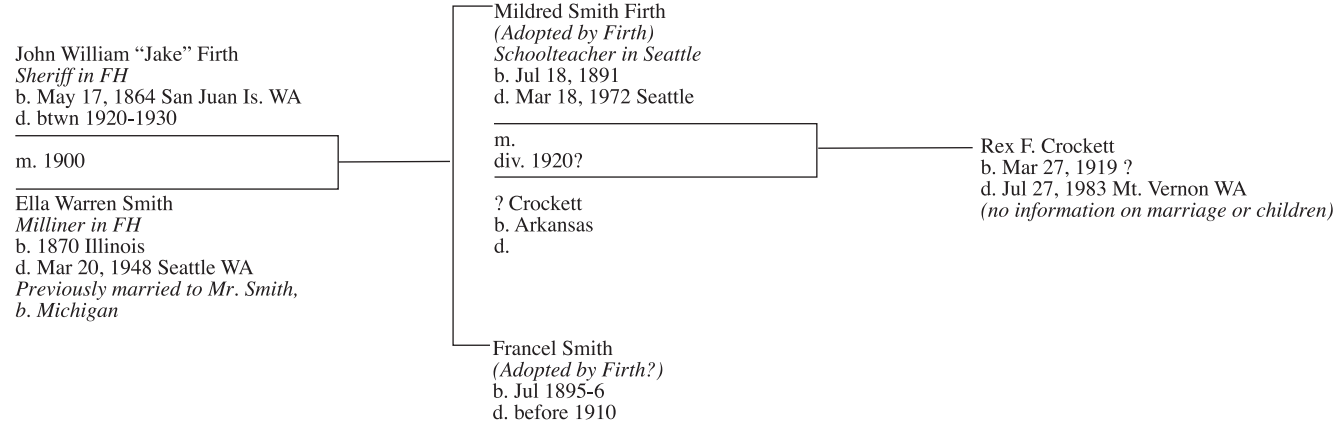 John William “Jake” Firth
Sheriff in FH
b. May 17, 1864 San Juan Is. WA
d. btwn 1920-1930
m. 1900
Ella Warren Smith
Milliner in FH
b. 1870 Illinois
d. Mar 20, 1948 Seattle WA
Previously married to Mr. Smith,
b. Michigan
Mildred Smith Firth
(Adopted by Firth)
Schoolteacher in Seattle
b. Jul 18, 1891
d. Mar 18, 1972 Seattle
m.
div. 1920?
? Crockett
b. Arkansas
d.
Francel Smith
(Adopted by Firth?)
b. Jul 1895-6
d. before 1910
Rex F. Crockett
b. Mar 27, 1919 ?
d. Jul 27, 1983 Mt. Vernon WA
(no information on marriage or children)